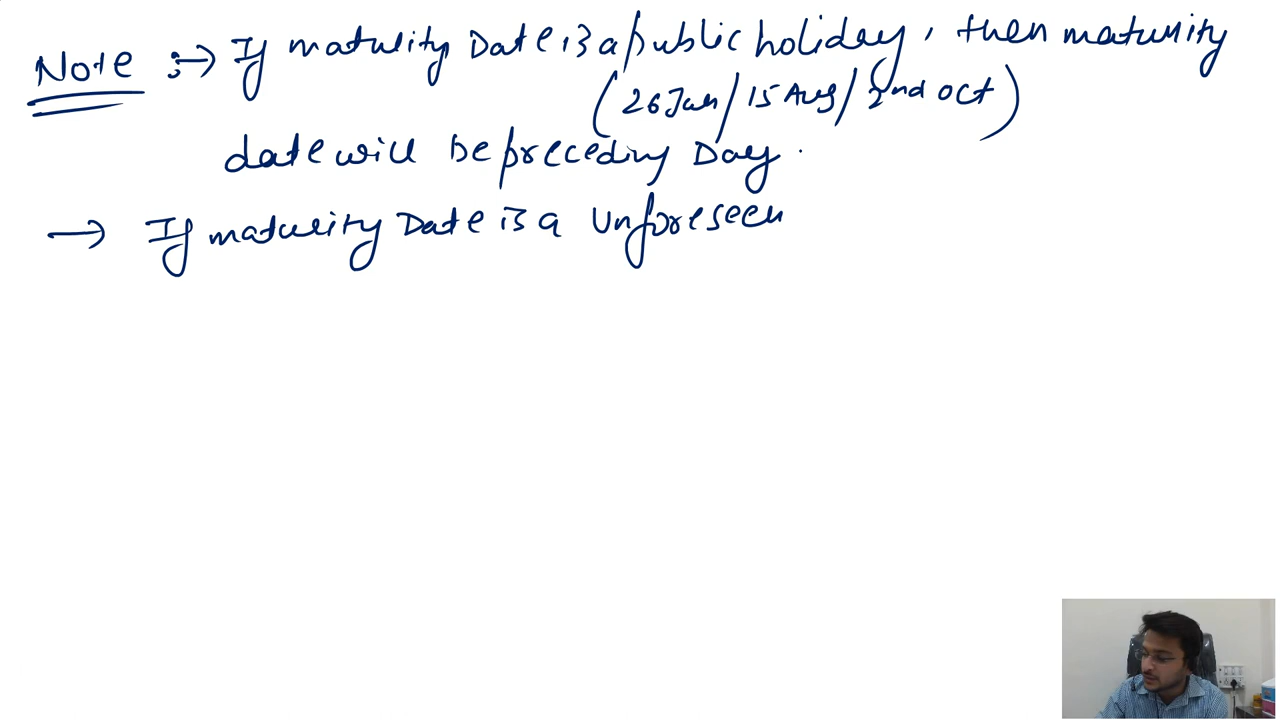 Note :→ If maturity Date is a public holiday, then maturity
(26 Jan / 15 Aug / 2nd oct)
date will be preceding Day.
→ If maturity Date is a unforeseen